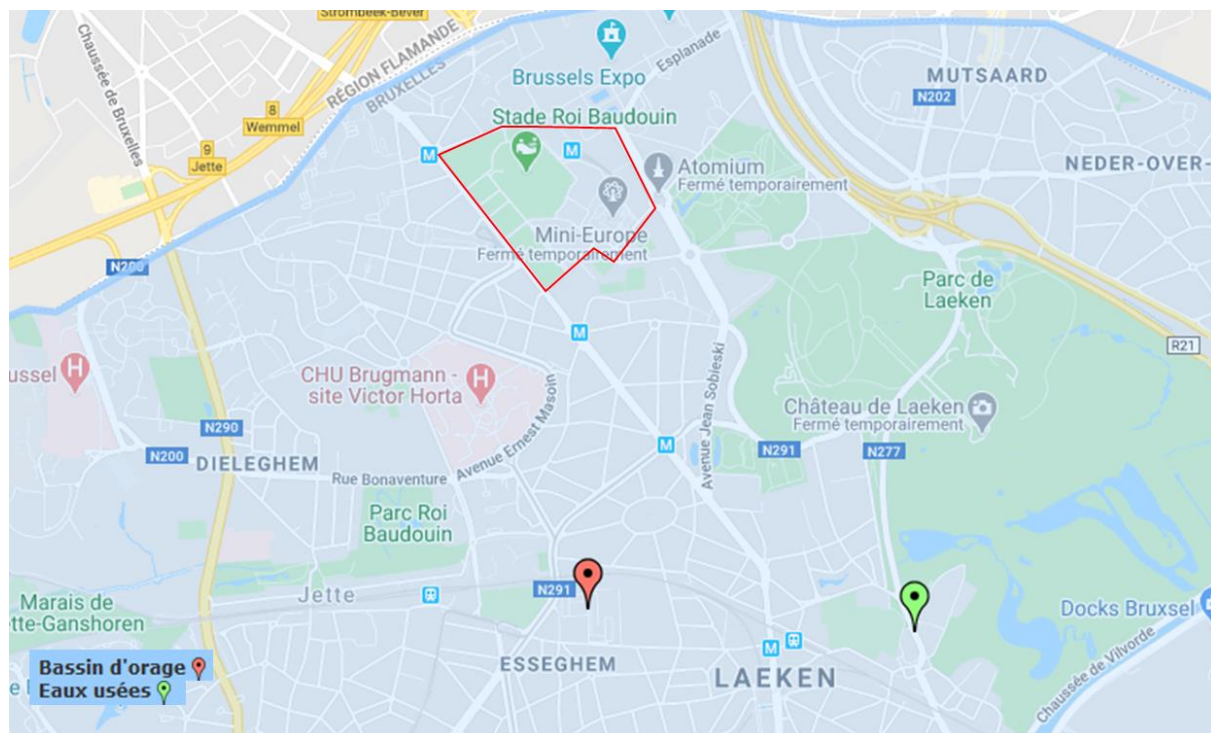 Strombeek-Bever
Chaussée de Bruxelles
RÉGION FLAMANDE
BRUXELLES
Esplanade
Brussels Expo
MUTSAARD
N202
8
Wemmel
9
Jette
Stade Roi Baudouin
M
M
Atomium
Fermé temporairement
NEDER-OVER-
Mini-Europe
Fermé temporairement
N200
Parc de
Laeken
M
R21
ussel
H
CHU Brugmann -
site Victor Horta
H
Avenue Ernest Masoin
Avenue Jean Sobieski
Château de Laeken
Fermé temporairement
N290
M
N291
N277
N200
DIELEGHEM
Rue Bonaventure
Parc Roi
Baudouin
N291
Jette
Marais de
tte-Ganshoren
Docks Bruxsel
M
ESSEGHEM
LAEKEN
Chaussée de Vilvorde
Bassin d'orage
Eaux usées
e